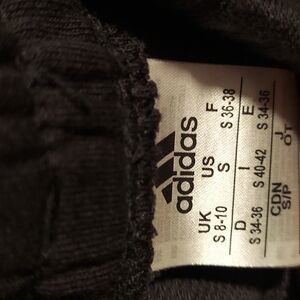 adidas
UK US F
S 8-10 S S 36-38
D I E
S 34-36 S 40-42 S 34-36
CDN J
S/P OT